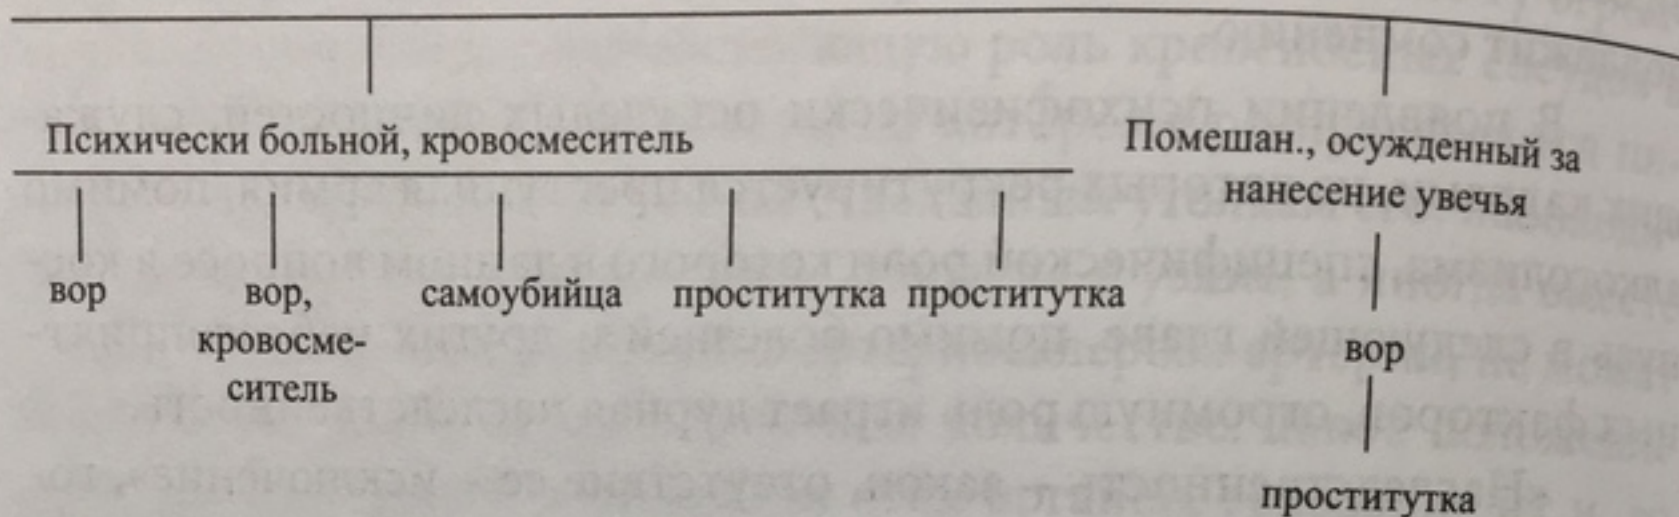 Психически больной, кровосмеситель
Помешан., осужденный за
нанесение увечья
вор
вор,
кровосме-
ситель
самоубийца
проститутка
проститутка
вор
проститутка